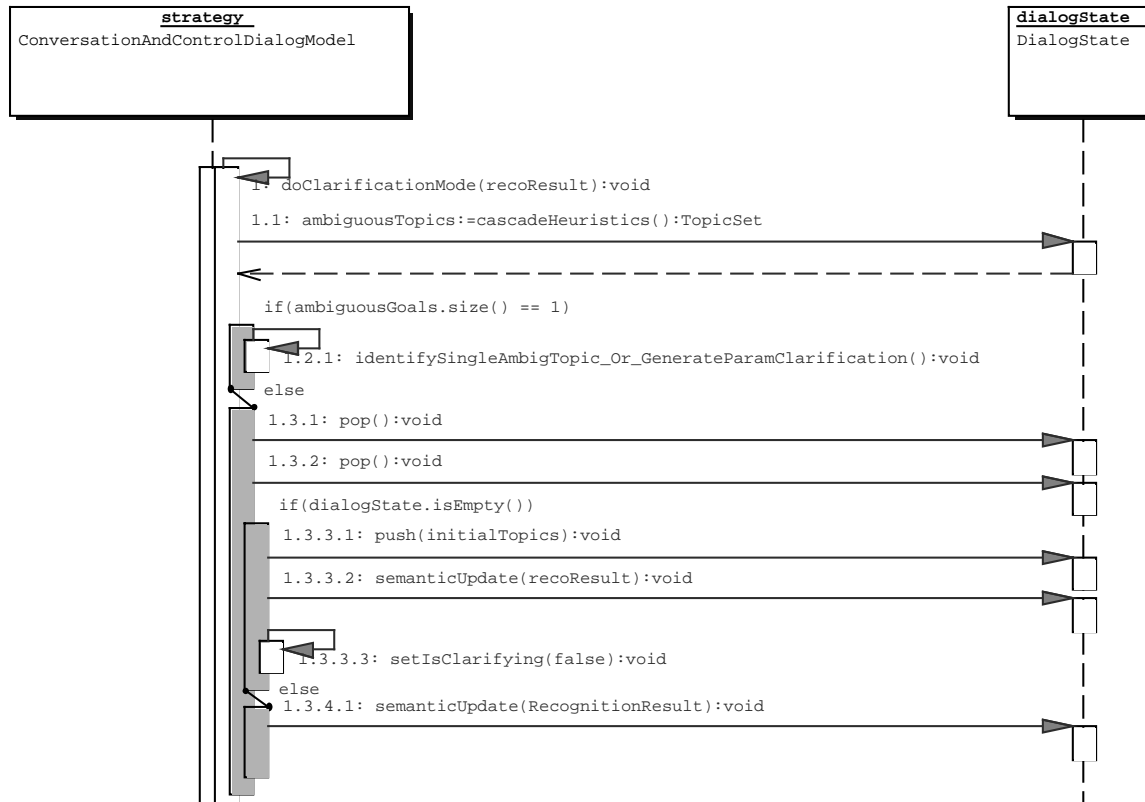 strategy
ConversationAndControlDialogModel
dialogState
DialogState
1: doClarificationMode(recoResult):void
1.1: ambiguousTopics:=cascadeHeuristics():TopicSet
if(ambiguousGoals.size() == 1)
1.2.1: identifySingleAmbigTopic_Or_GenerateParamClarification():void
else
1.3.1: pop():void
1.3.2: pop():void
if(dialogState.isEmpty())
1.3.3.1: push(initialTopics):void
1.3.3.2: semanticUpdate(recoResult):void
1.3.3.3: setIsClarifying(false):void
else
1.3.4.1: semanticUpdate(RecognitionResult):void